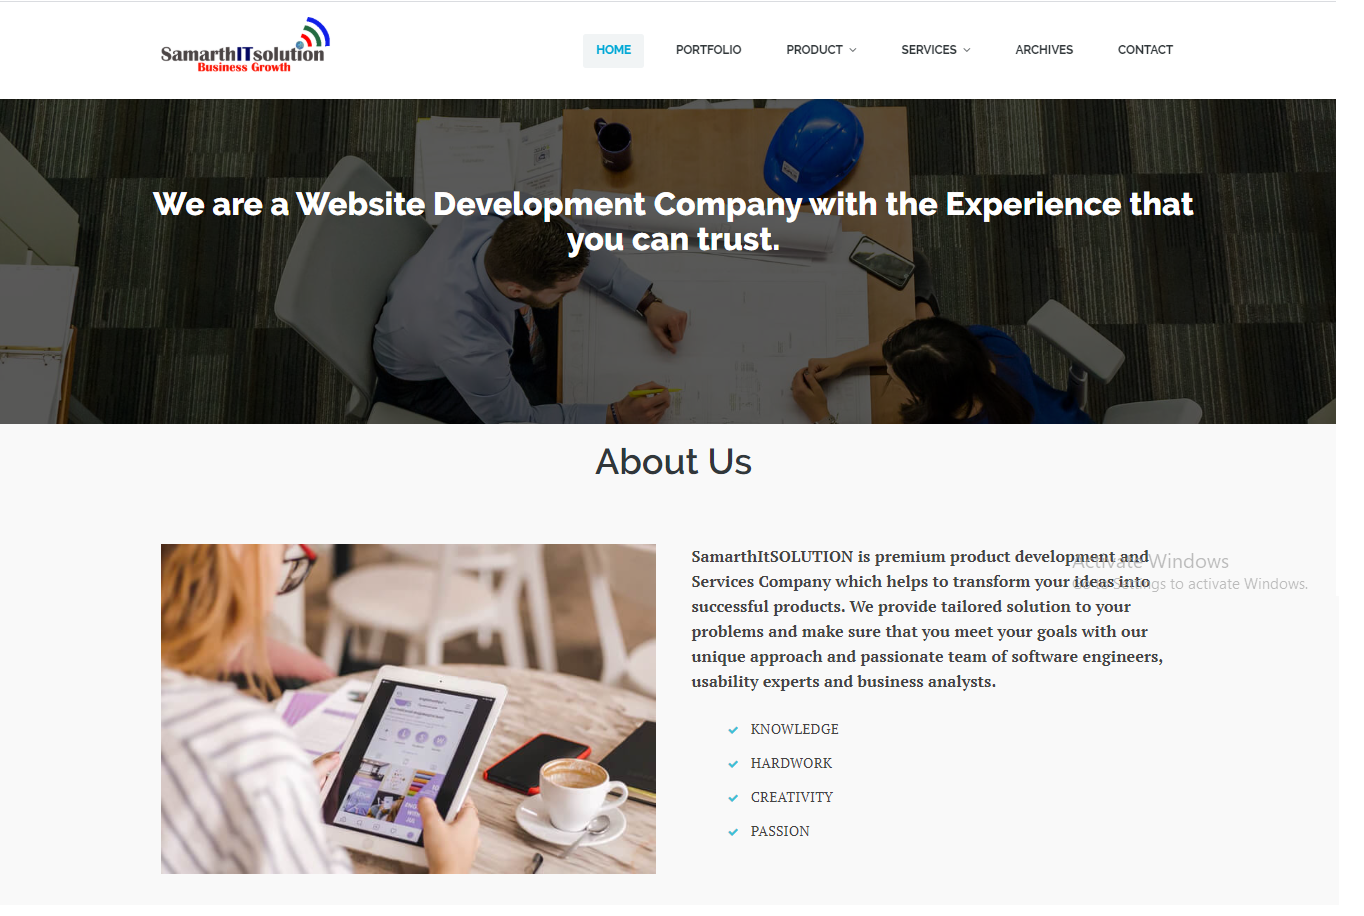 SamarthITsolution
Business Growth
HOME PORTFOLIO PRODUCT SERVICES ARCHIVES CONTACT
We are a Website Development Company with the Experience that
you can trust.
About Us
SamarthItSOLUTION is premium product development and
Services Company which helps to transform your ideas into
successful products. We provide tailored solution to your
problems and make sure that you meet your goals with our
unique approach and passionate team of software engineers,
usability experts and business analysts.
Activate Windows
Go to Settings to activate Windows.
KNOWLEDGE
HARDWORK
CREATIVITY
PASSION